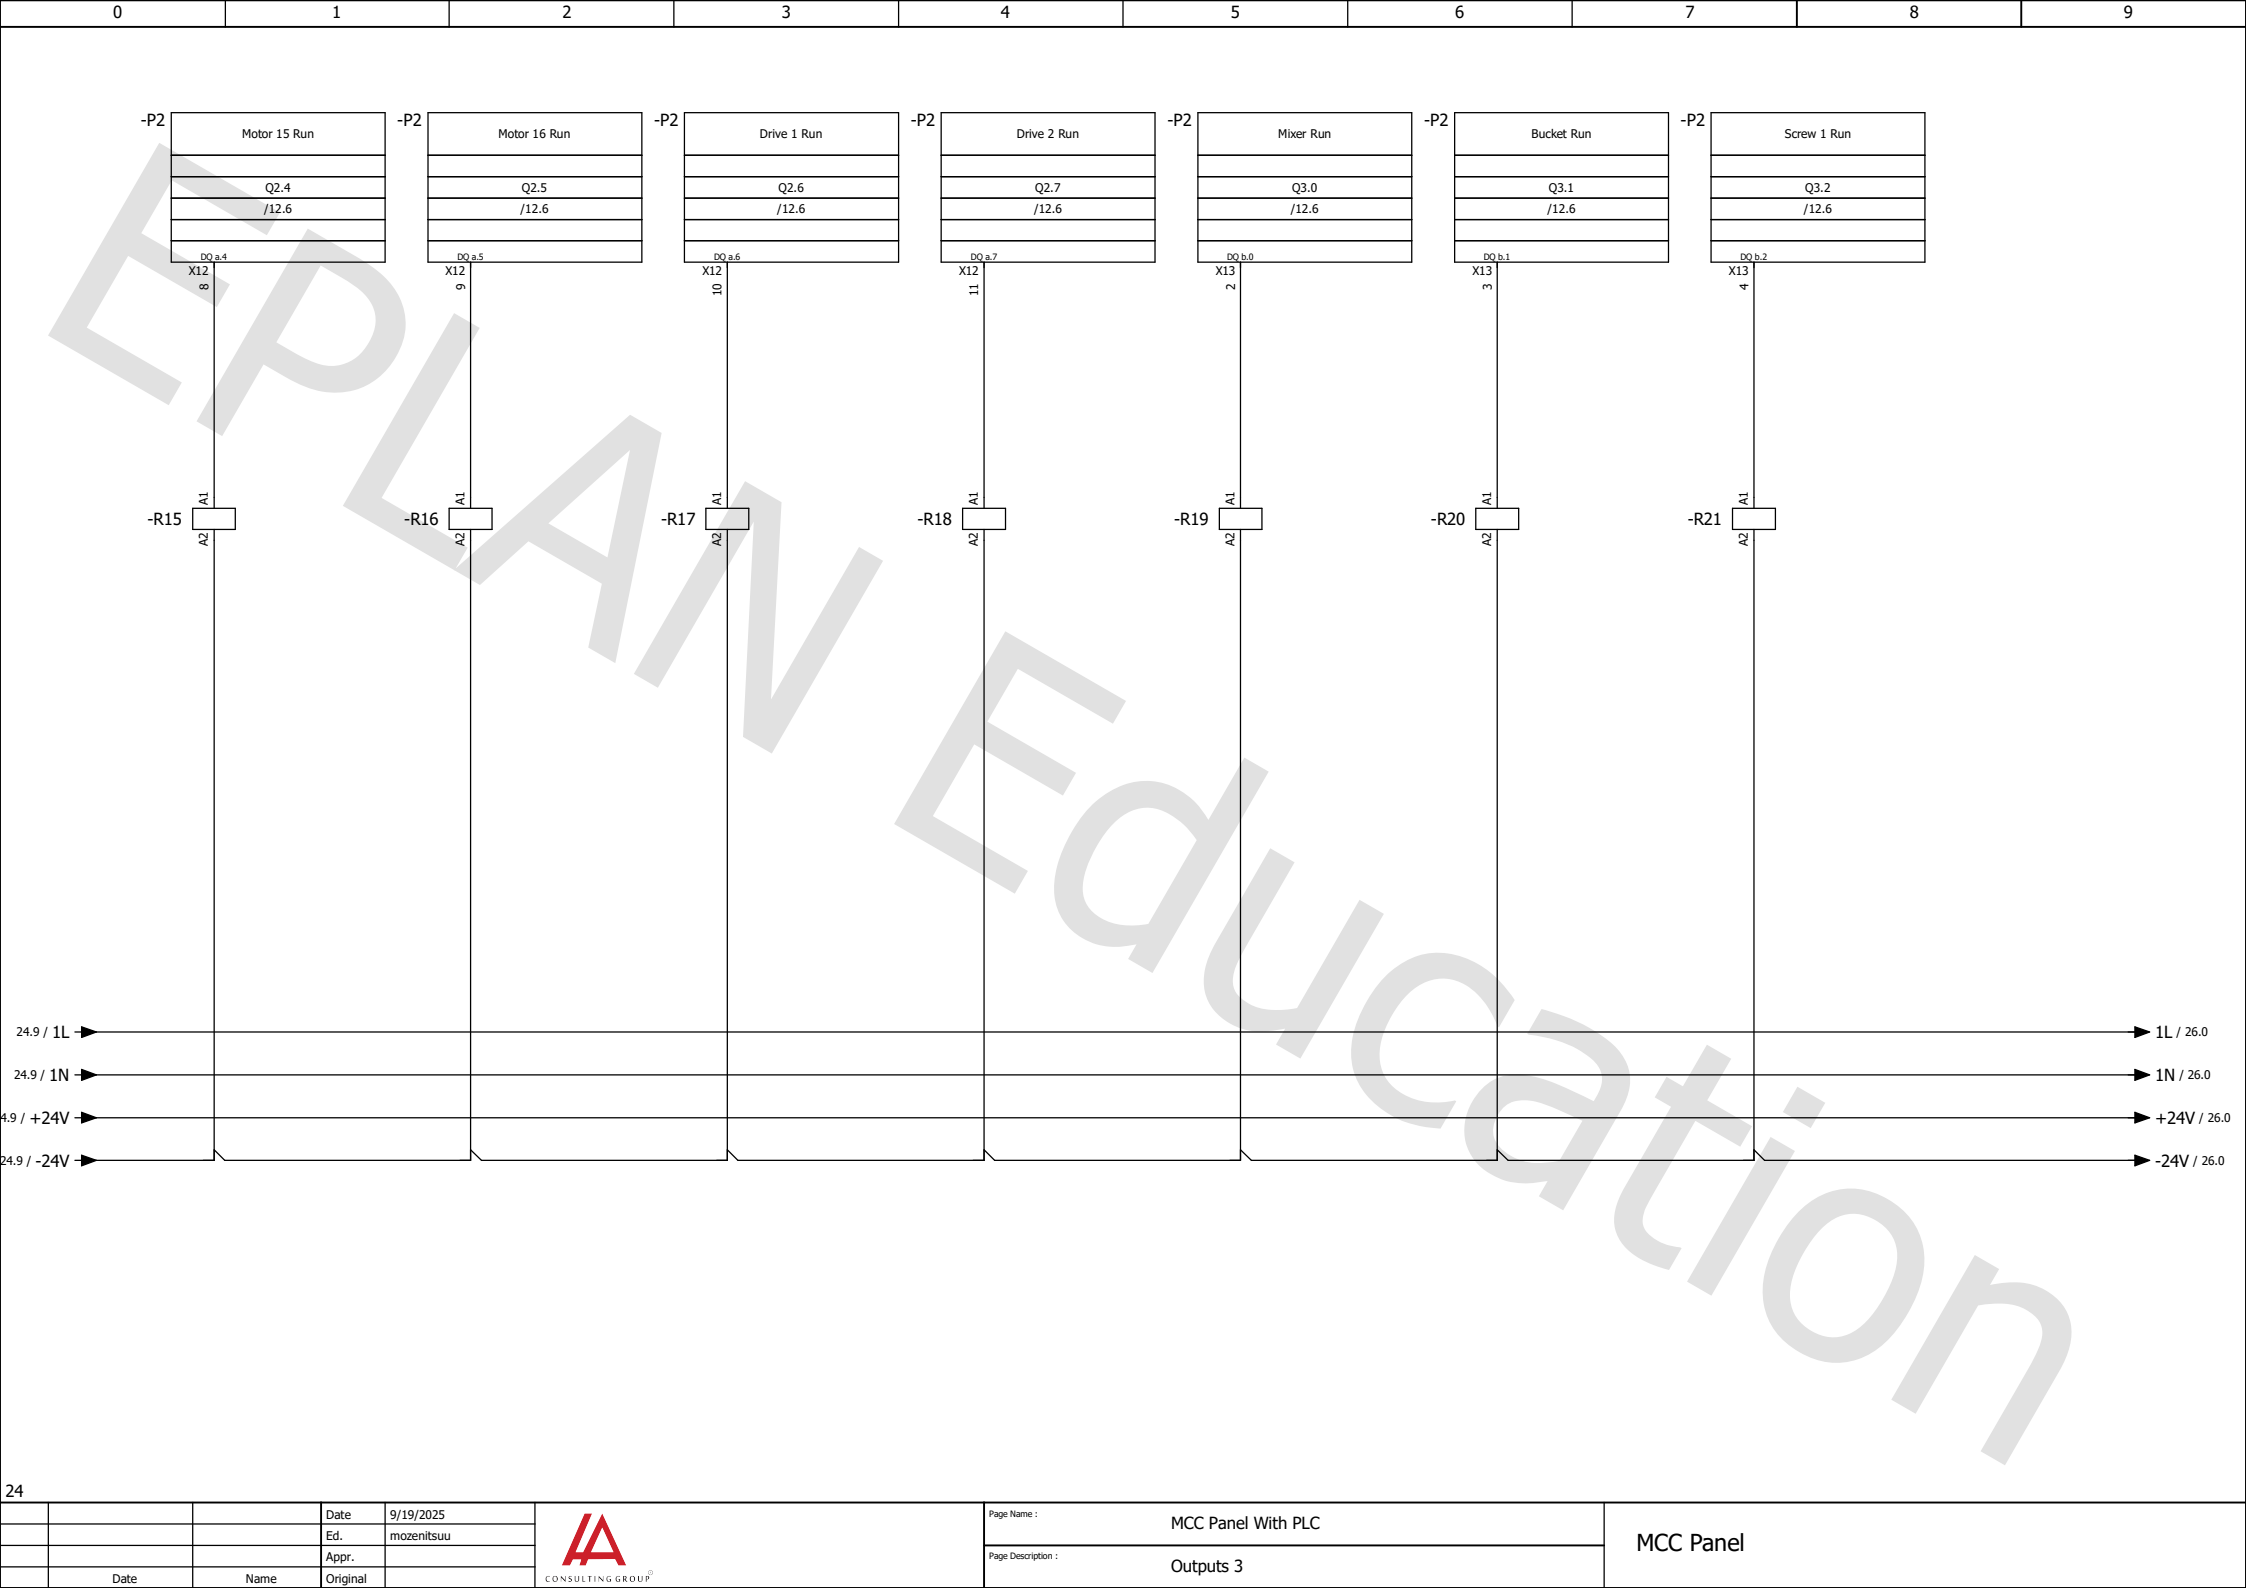 0 1 2 3 4 5 6 7 8 9
-P2 Motor 15 Run -P2 Motor 16 Run -P2 Drive 1 Run -P2 Drive 2 Run -P2 Mixer Run -P2 Bucket Run -P2 Screw 1 Run
Q2.4 Q2.5 Q2.6 Q2.7 Q3.0 Q3.1 Q3.2
/12.6 /12.6 /12.6 /12.6 /12.6 /12.6 /12.6
DQ a.4 DQ a.5 DQ a.6 DQ a.7 DQ b.0 DQ b.1 DQ b.2
X12 X12 X12 X12 X13 X13 X13
8 9 10 11 2 3 4
A1 A1 A1 A1 A1 A1 A1
-R15 -R16 -R17 -R18 -R19 -R20 -R21
A2 A2 A2 A2 A2 A2 A2
EPLAN Education
24.9 / 1L 1L / 26.0
24.9 / 1N 1N / 26.0
4.9 / +24V +24V / 26.0
24.9 / -24V -24V / 26.0
24
Date 9/19/2025
Ed. mozenitsuu
Appr.
Date Name Original
CONSULTING GROUP
Page Name : MCC Panel With PLC
Page Description : Outputs 3
MCC Panel